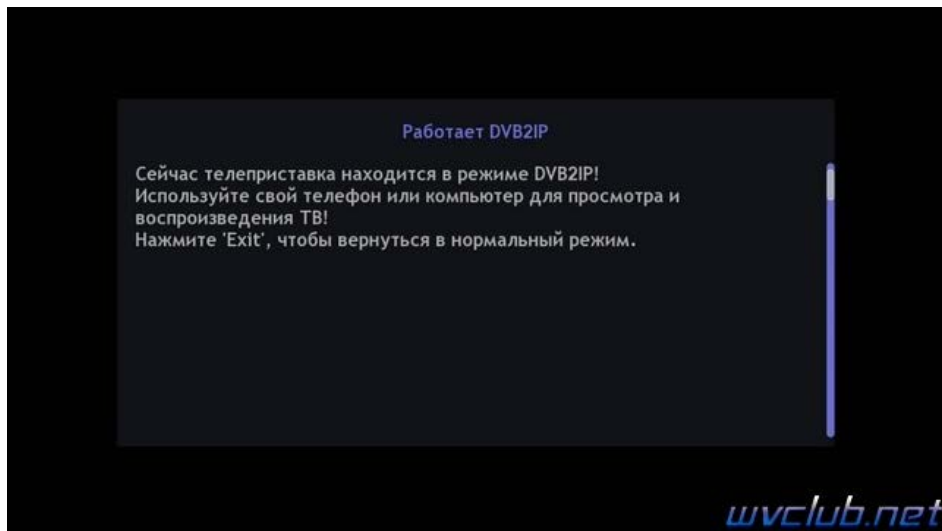 Работает DVB2IP
Сейчас телеприставка находится в режиме DVB2IP!
Используйте свой телефон или компьютер для просмотра и
воспроизведения ТВ!
Нажмите 'Exit', чтобы вернуться в нормальный режим.
wvclub.net